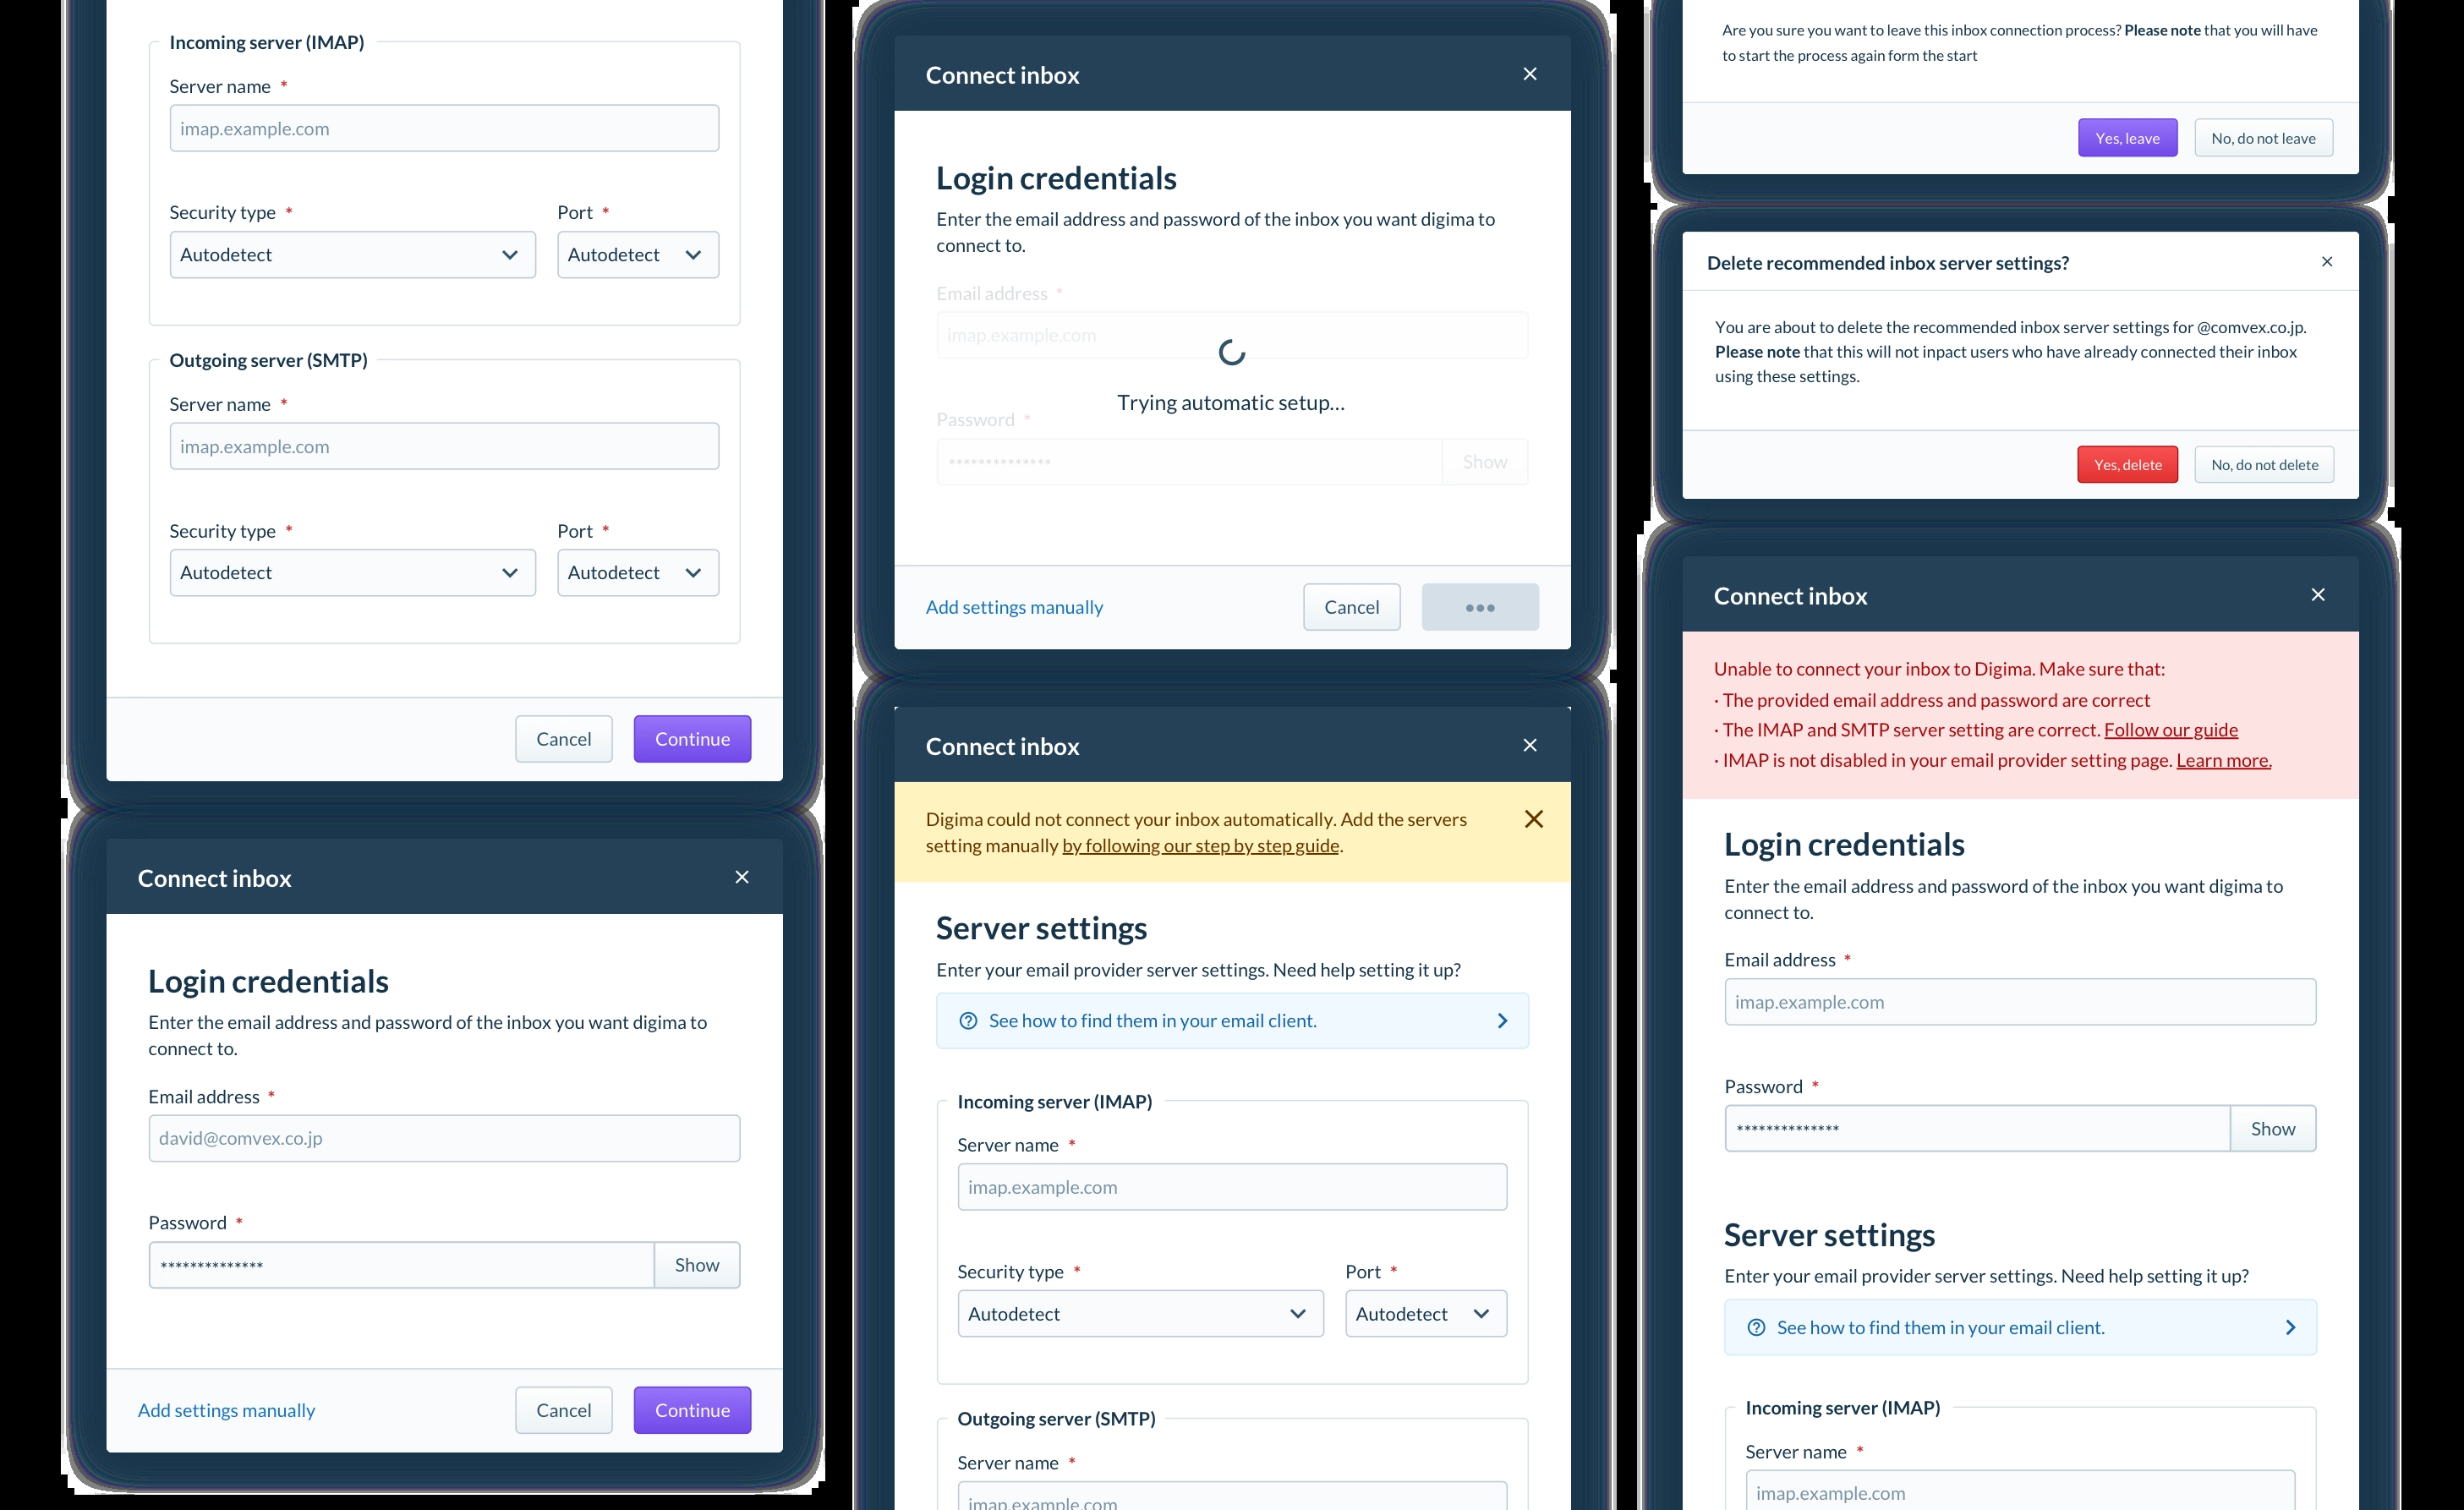 Incoming server (IMAP)
Server name *
imap.example.com
Security type * Port *
Autodetect Autodetect
Outgoing server (SMTP)
Server name *
imap.example.com
Security type * Port *
Autodetect Autodetect
Cancel Continue
Connect inbox
Login credentials
Enter the email address and password of the inbox you want digima to
connect to.
Email address *
david@comvex.co.jp
Password *
************** Show
Add settings manually Cancel Continue
Connect inbox
Login credentials
Enter the email address and password of the inbox you want digima to
connect to.
Email address *
imap.example.com
Trying automatic setup...
Password *
************** Show
Add settings manually Cancel
Connect inbox
Digima could not connect your inbox automatically. Add the servers
setting manually by following our step by step guide.
Server settings
Enter your email provider server settings. Need help setting it up?
See how to find them in your email client.
Incoming server (IMAP)
Server name *
imap.example.com
Security type * Port *
Autodetect Autodetect
Outgoing server (SMTP)
Server name *
imap.example.com
Are you sure you want to leave this inbox connection process? Please note that you will have
to start the process again form the start
Yes, leave No, do not leave
Delete recommended inbox server settings?
You are about to delete the recommended inbox server settings for @comvex.co.jp.
Please note that this will not inpact users who have already connected their inbox
using these settings.
Yes, delete No, do not delete
Connect inbox
Unable to connect your inbox to Digima. Make sure that:
· The provided email address and password are correct
· The IMAP and SMTP server setting are correct. Follow our guide
· IMAP is not disabled in your email provider setting page. Learn more.
Login credentials
Enter the email address and password of the inbox you want digima to
connect to.
Email address *
imap.example.com
Password *
************** Show
Server settings
Enter your email provider server settings. Need help setting it up?
See how to find them in your email client.
Incoming server (IMAP)
Server name *
imap.example.com